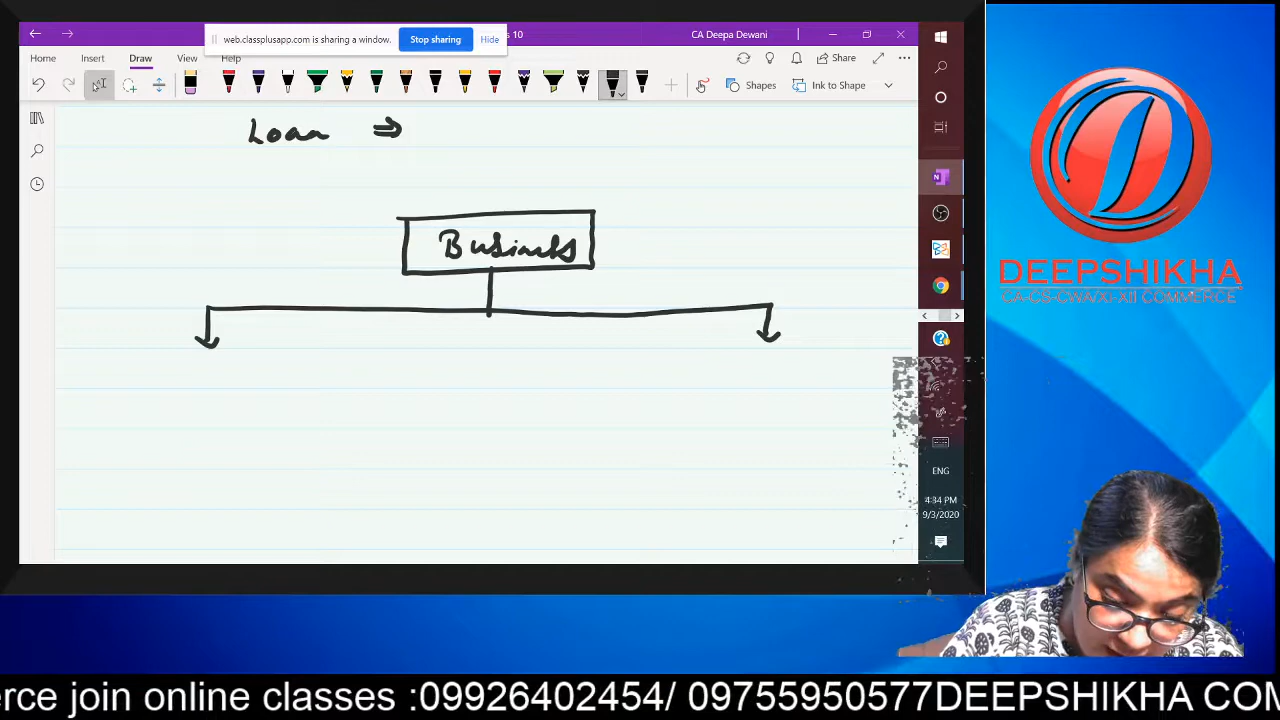 web.classplusapp.com is sharing a window. Stop sharing Hide
s 10
CA Deepa Dewani
Home Insert Draw View Help
Share
Shapes
Ink to Shape
Loan ⇒
Business
ENG
4:34 PM
9/3/2020
DEEPSHIKHA
CA-CS-CWA/XI-XII COMMERCE
erce join online classes :09926402454/ 09755950577DEEPSHIKHA COM